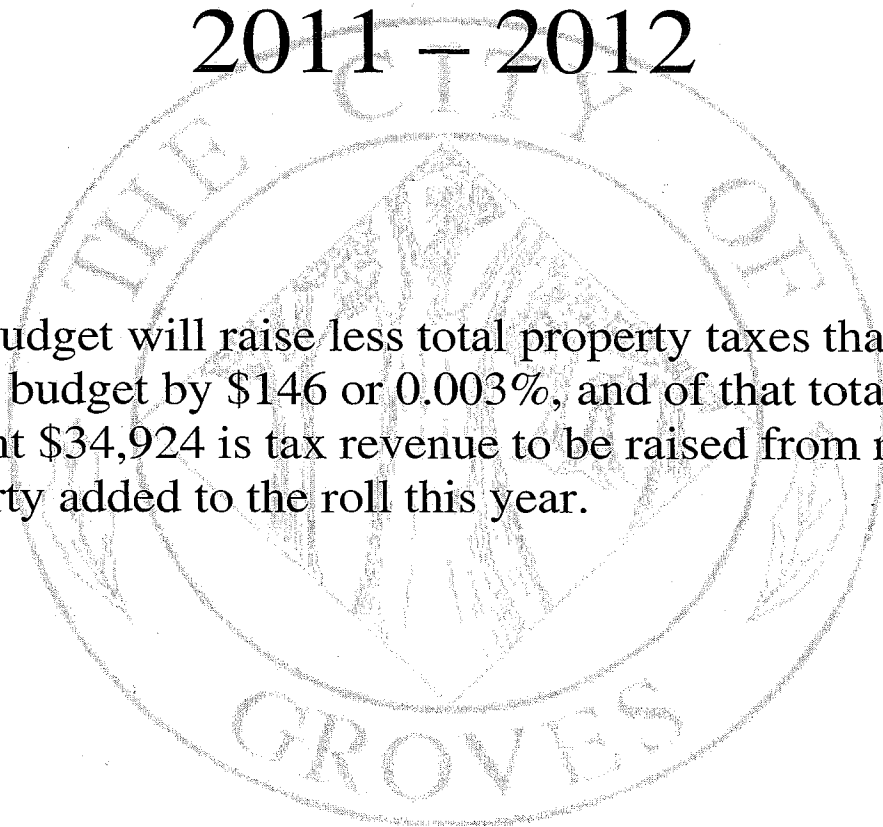 2011 – 2012
THE CITY OF
udget will raise less total property taxes tha
budget by $146 or 0.003%, and of that tota
nt $34,924 is tax revenue to be raised from
rty added to the roll this year.
GROVES